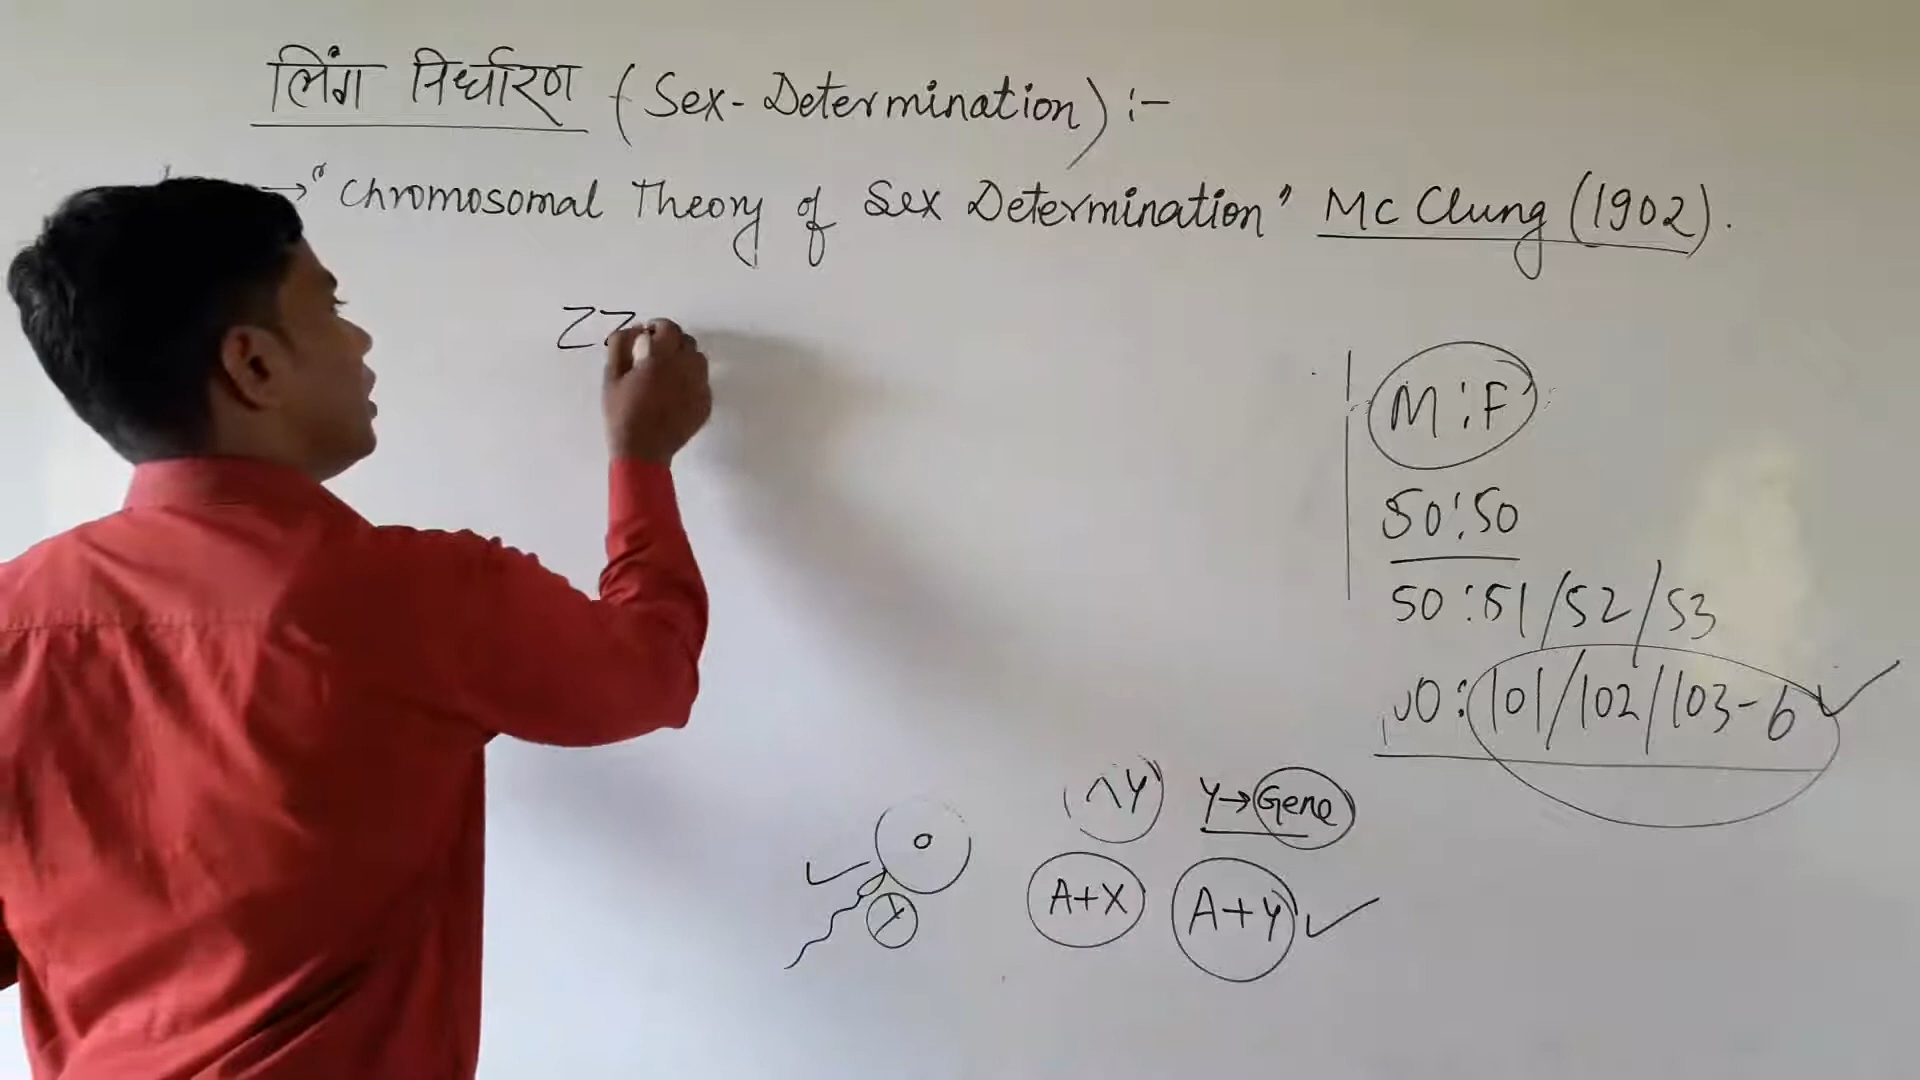 लिंग निर्धारण (Sex-Determination) :-
→ "Chromosomal Theory of Sex Determination" Mc Clung (1902).
ZZ
M:F
50:50
50:51/52/53
101/102/103-6
Y Y→Gene
A+X A+Y
Y